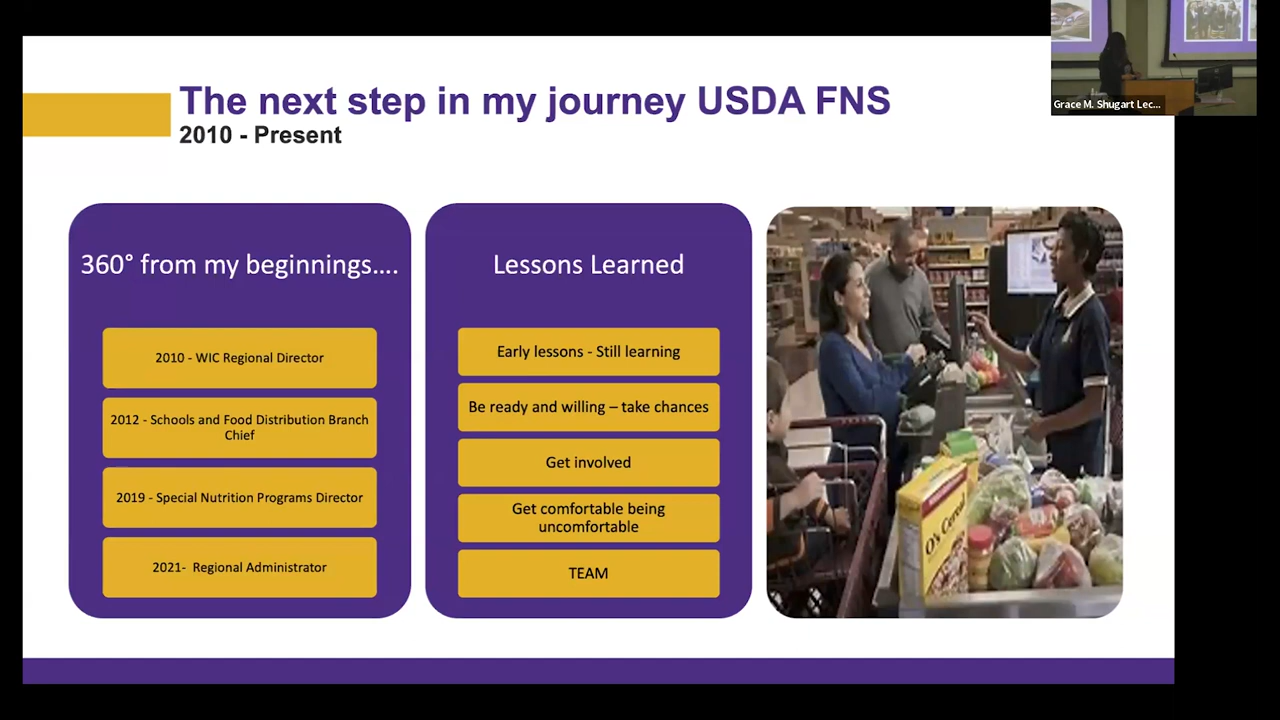 The next step in my journey USDA FNS
2010 - Present
Grace M. Shugart Lec...
360° from my beginnings....
2010 - WIC Regional Director
2012 - Schools and Food Distribution Branch
Chief
2019 - Special Nutrition Programs Director
2021-  Regional Administrator
Lessons Learned
Early lessons - Still learning
Be ready and willing – take chances
Get involved
Get comfortable being
uncomfortable
TEAM
O's Cereal